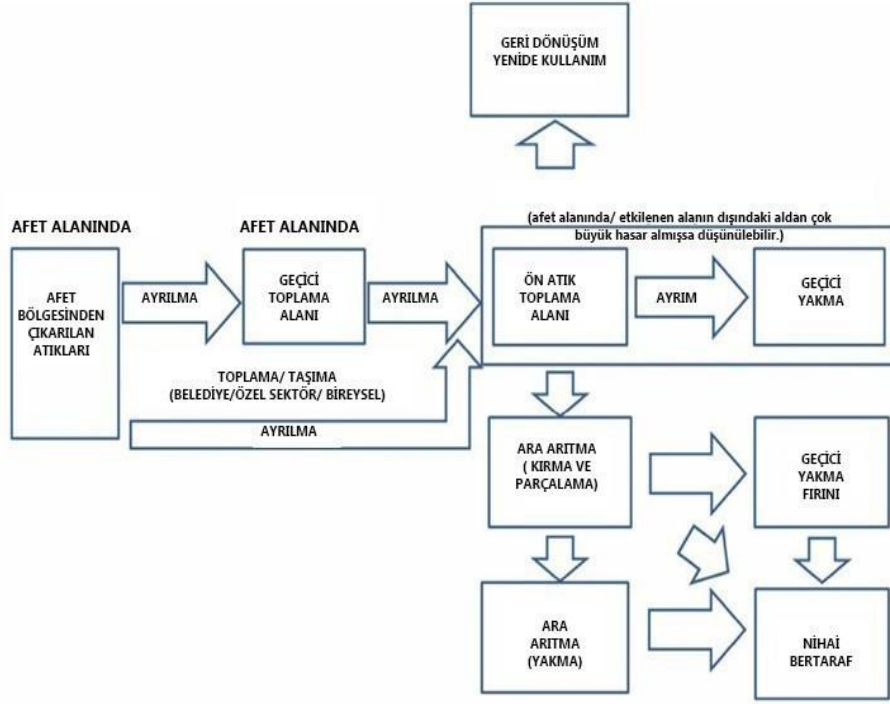 GERİ DÖNÜŞÜM
YENİDE KULLANIM
AFET ALANINDA
AFET ALANINDA
(afet alanında/ etkilenen alanın dışındaki aldan çok
büyük hasar almışsa düşünülebilir.)
AFET
BÖLGESİNDEN
ÇIKARILAN
ATIKLARI
AYRILMA
GEÇİCİ
TOPLAMA
ALANI
AYRILMA
ÖN ATIK
TOPLAMA
ALANI
AYRIM
GEÇİCİ
YAKMA
TOPLAMA/ TAŞIMA
(BELEDİYE/ÖZEL SEKTÖR/ BİREYSEL)
AYRILMA
ARA ARITMA
( KIRMA VE
PARÇALAMA)
GEÇİCİ
YAKMA
FIRINI
ARA
ARITMA
(YAKMA)
NİHAİ
BERTARAF